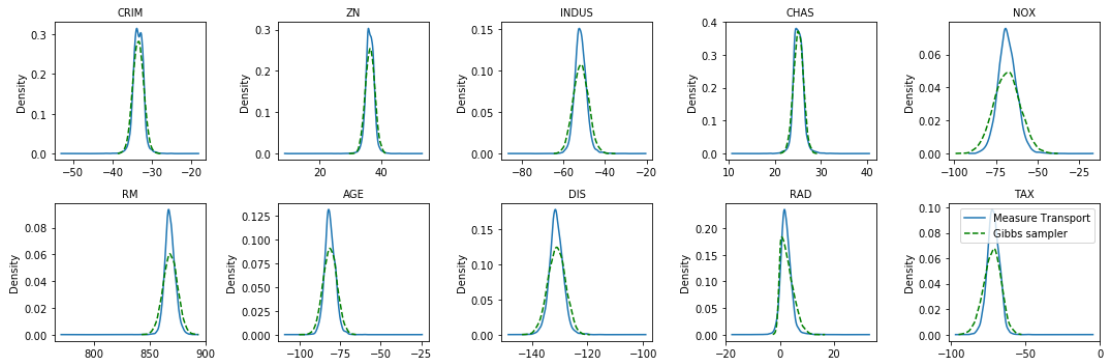 CRIM ZN INDUS CHAS NOX
Density Density Density Density Density
0.3 0.3 0.15 0.4 0.06
0.2 0.2 0.10 0.3 0.04
0.1 0.1 0.05 0.2 0.02
0.0 0.0 0.00 0.1 0.00
0.0
−50 −40 −30 −20 20 40 −80 −60 −40 −20 10 20 30 40 −100 −75 −50 −25
RM AGE DIS RAD TAX
Density Density Density Density Density
0.08 0.125 0.15 0.20 0.10
0.06 0.100 0.10 0.15 0.08
0.04 0.075 0.05 0.10 0.06
0.02 0.050 0.00 0.05 0.04
0.00 0.025 0.00 0.02
0.000 0.00
Measure Transport
Gibbs sampler
800 850 900 −100 −75 −50 −25 −140 −120 −100 −20 0 20 −100 −50 0